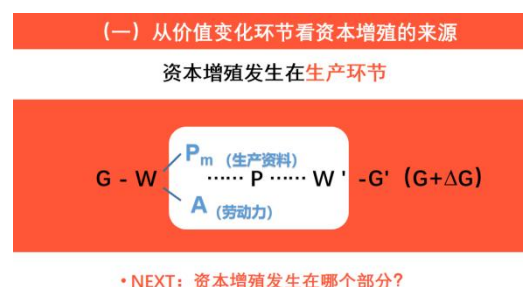 （一）从价值变化环节看资本增殖的来源
资本增殖发生在生产环节
Pm（生产资料）
G - W ······ P ······ W ' -G'（G+ΔG）
A（劳动力）
• NEXT：资本增殖发生在哪个部分？